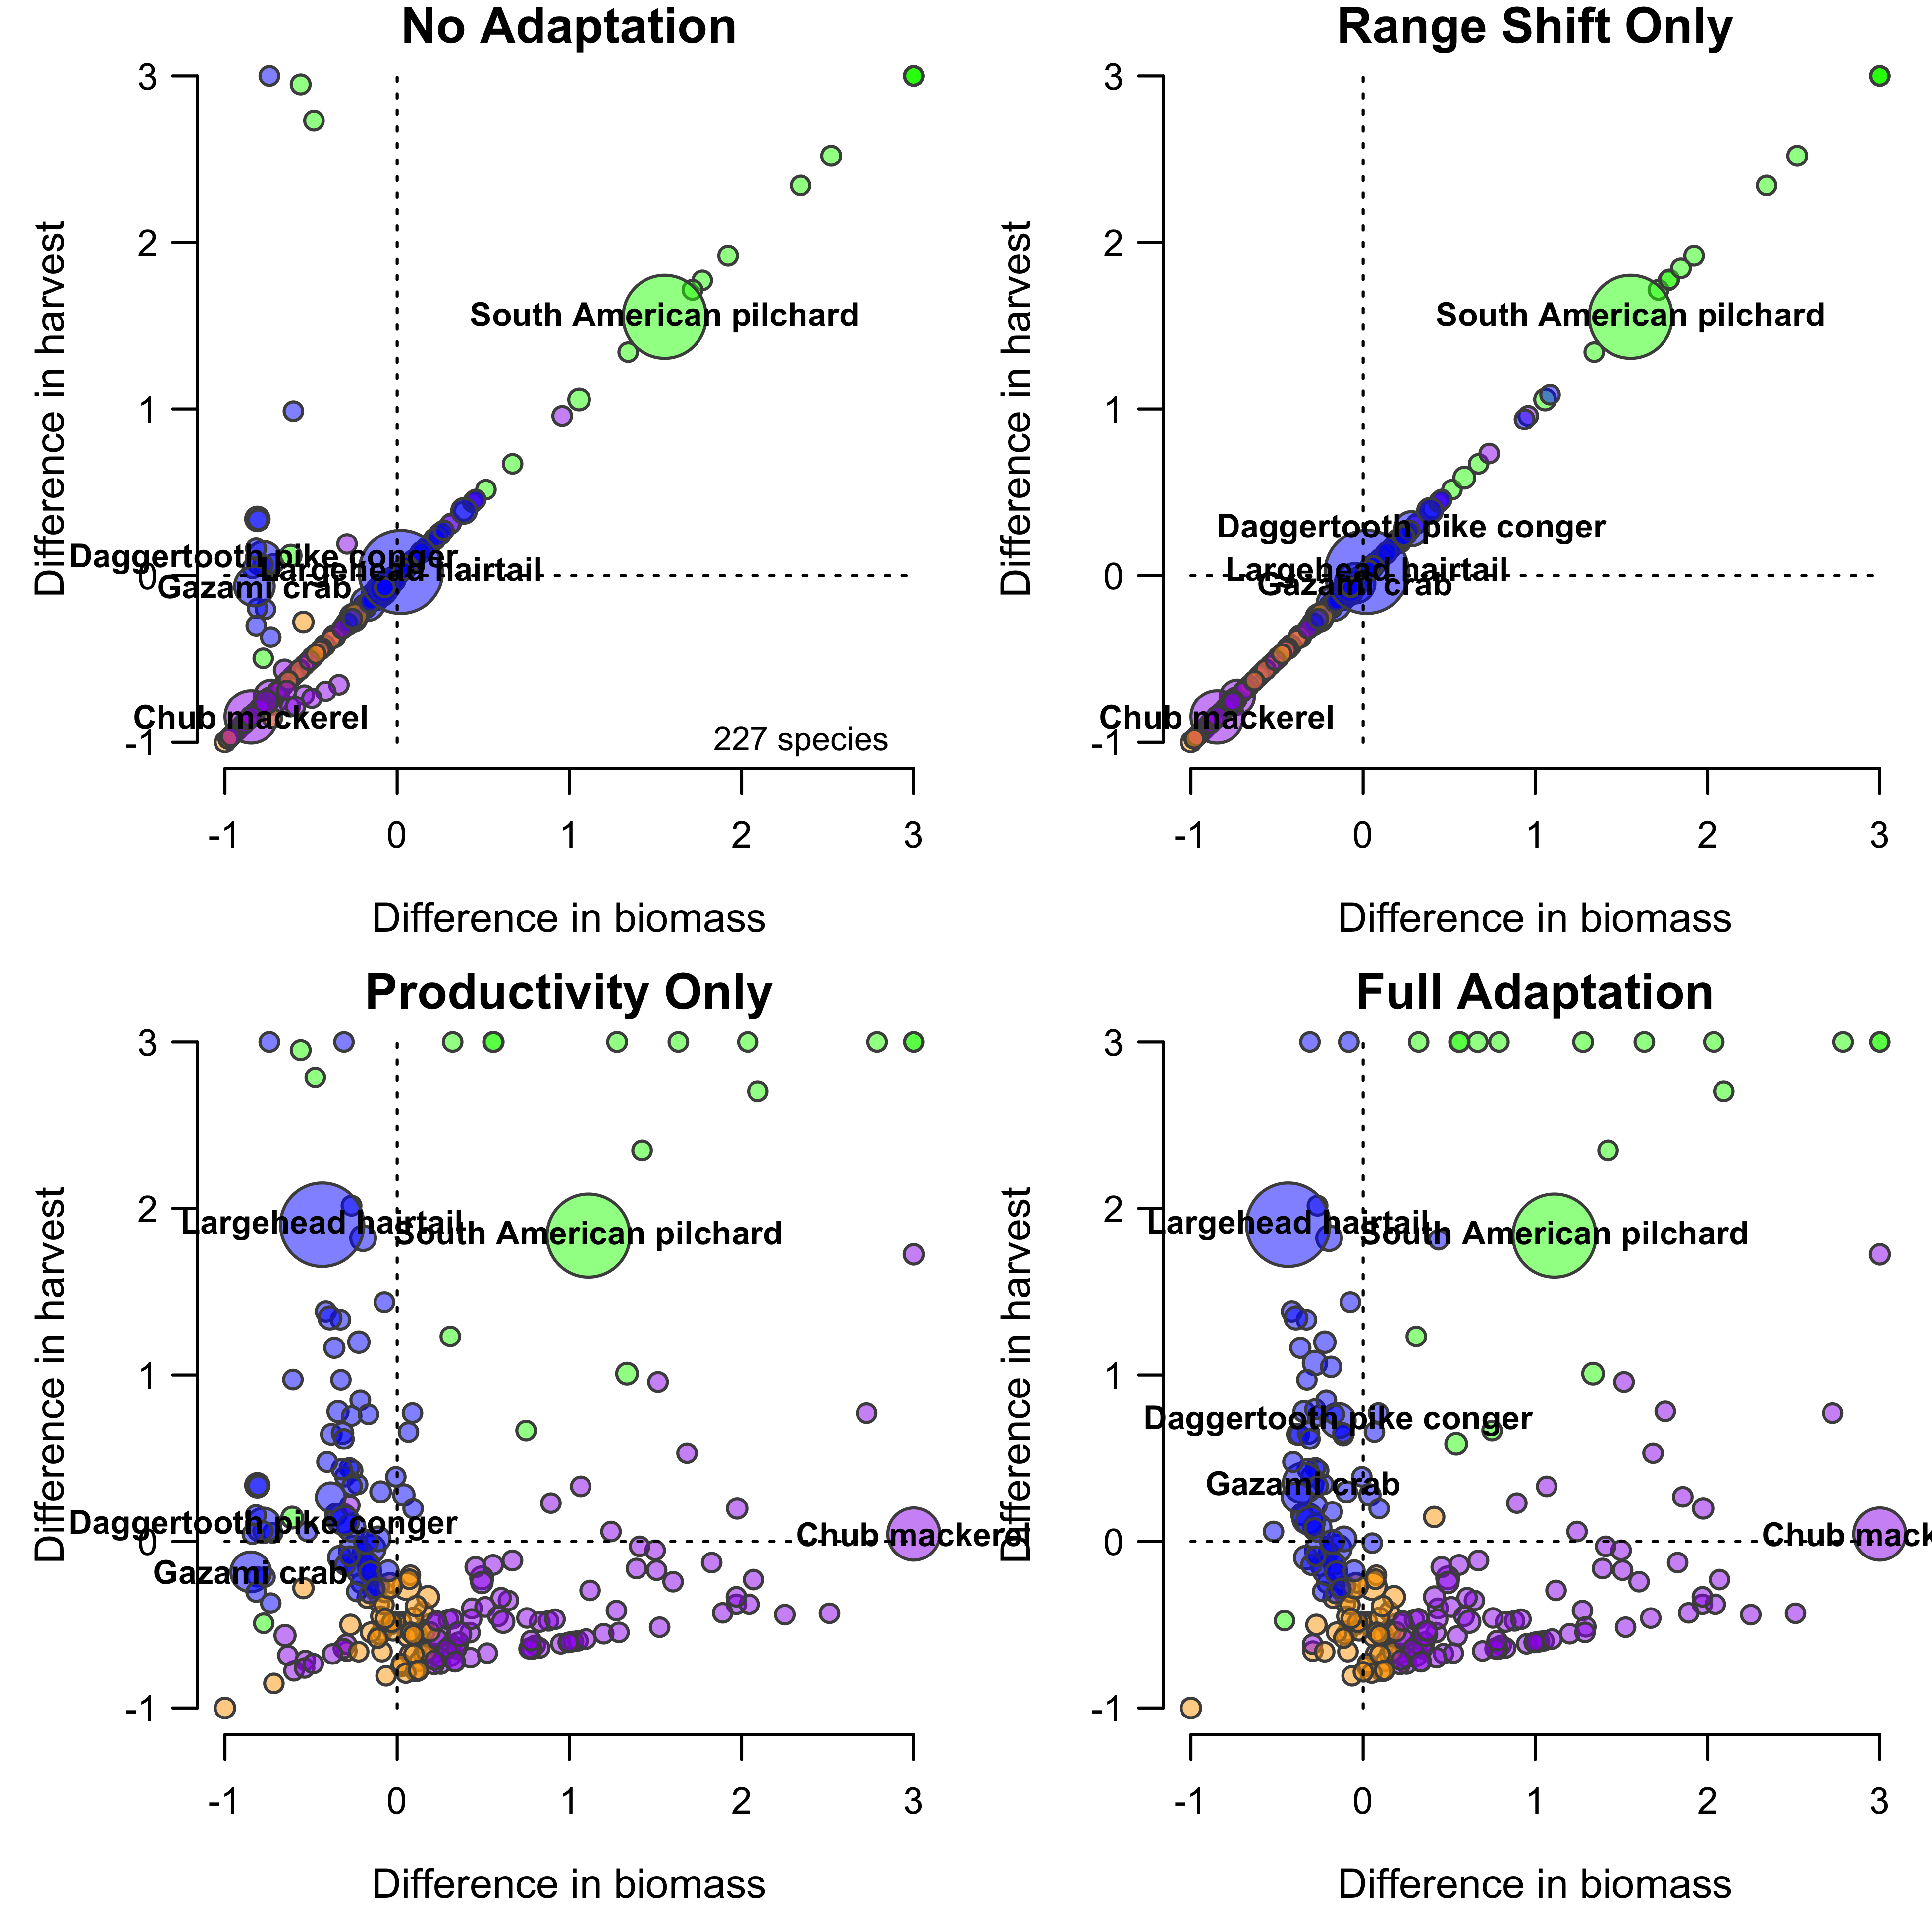 No Adaptation
Difference in harvest
3
2
1
0
-1
South American pilchard
Daggertooth pike conger
Largehead hairtail
Gazami crab
Chub mackerel
227 species
-1 0 1 2 3
Difference in biomass
Range Shift Only
Difference in harvest
3
2
1
0
-1
South American pilchard
Daggertooth pike conger
Largehead hairtail
Gazami crab
Chub mackerel
-1 0 1 2 3
Difference in biomass
Productivity Only
Difference in harvest
3
2
1
0
-1
Largehead hairtail
South American pilchard
Daggertooth pike conger
Chub mackerel
Gazami crab
-1 0 1 2 3
Difference in biomass
Full Adaptation
Difference in harvest
3
2
1
0
-1
Largehead hairtail
South American pilchard
Daggertooth pike conger
Gazami crab
Chub mack
-1 0 1 2 3
Difference in biomass